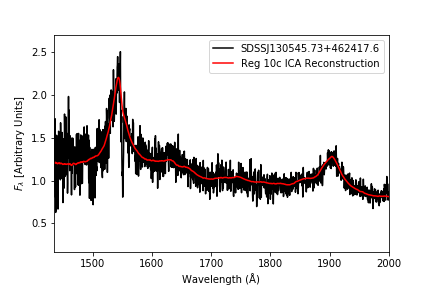 SDSSJ130545.73+462417.6
Reg 10c ICA Reconstruction
2.5
2.0
1.5
1.0
0.5
Fλ [Arbitrary Units]
1500 1600 1700 1800 1900 2000
Wavelength (Å)